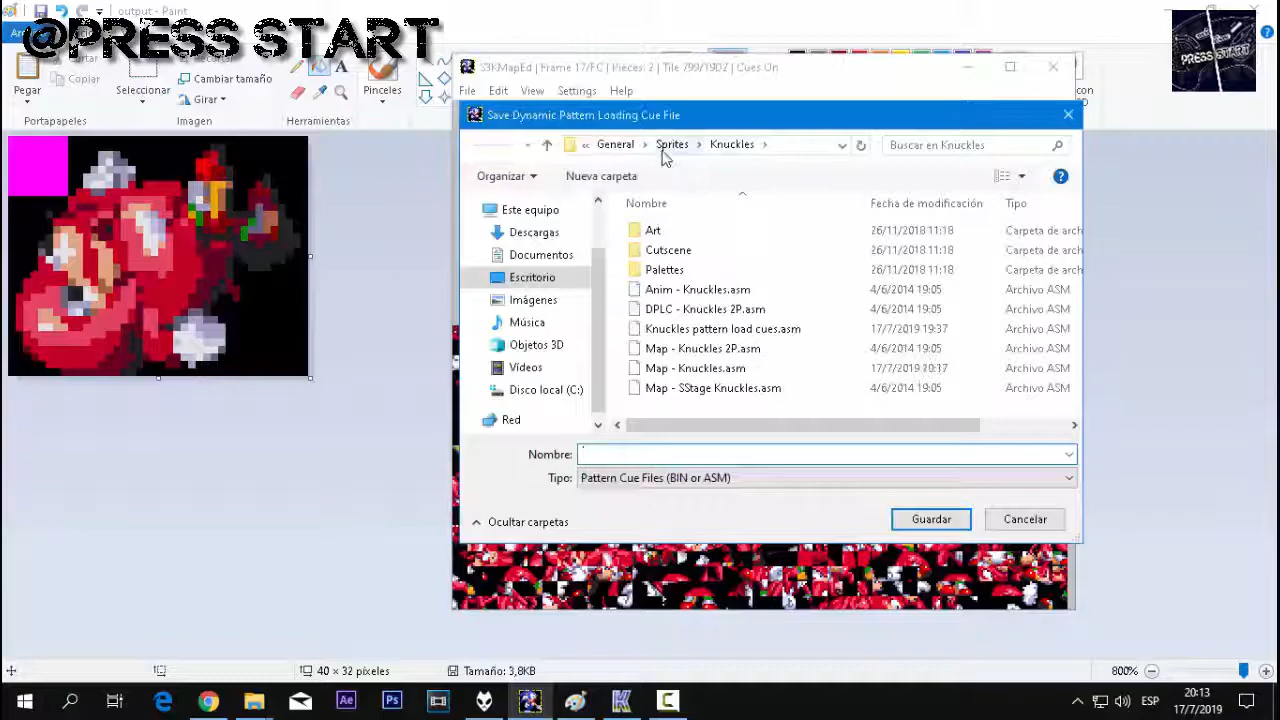 output - Paint
@PRESS START
PRESS START
Pegar
Copiar
Portapapeles
Seleccionar
Cambiar tamaño
Girar
Imagen
A
Herramientas
Pinceles
con
S3KMapEd | Frame 17/FC | Pieces: 2 | Tile 799/Y9D2 | Cues On
File Edit View Settings Help
Save Dynamic Pattern Loading Cue File
« General › Sprites › Knuckles ›
Buscar en Knuckles
Organizar
Nueva carpeta
Este equipo
Descargas
Documentos
Escritorio
Imágenes
Música
Objetos 3D
Vídeos
Disco local (C:)
Red
Nombre Fecha de modificación Tipo
Art 26/11/2018 11:18 Carpeta de arch
Cutscene 26/11/2018 11:18 Carpeta de arch
Palettes 26/11/2018 11:18 Carpeta de arch
Anim - Knuckles.asm 4/6/2014 19:05 Archivo ASM
DPLC - Knuckles 2P.asm 4/6/2014 19:05 Archivo ASM
Knuckles pattern load cues.asm 17/7/2019 19:37 Archivo ASM
Map - Knuckles 2P.asm 4/6/2014 19:05 Archivo ASM
Map - Knuckles.asm 17/7/2019 20:17 Archivo ASM
Map - SStage Knuckles.asm 4/6/2014 19:05 Archivo ASM
Nombre:
Tipo: Pattern Cue Files (BIN or ASM)
Ocultar carpetas
Guardar
Cancelar
40 × 32 píxeles
Tamaño: 3,8KB
800%
Ae
Ps
ESP
20:13
17/7/2019